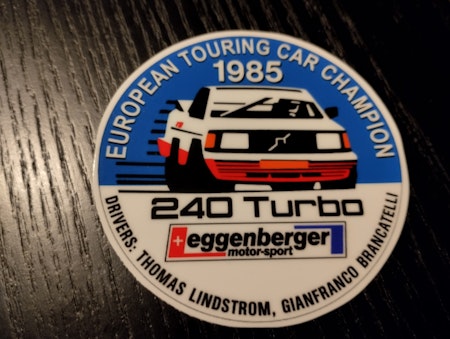 EUROPEAN TOURING CAR CHAMPION
1985
240 Turbo
eggenberger
motor-sport
DRIVERS: THOMAS LINDSTROM, GIANFRANCO BRANCATELLI